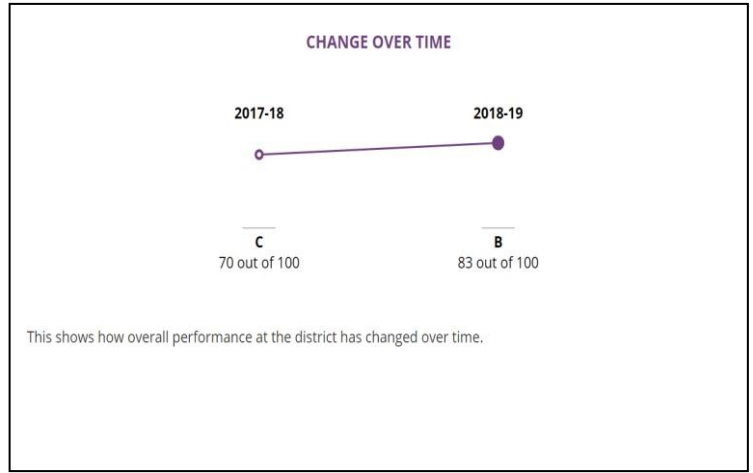 CHANGE OVER TIME
2017-18 2018-19
C B
70 out of 100 83 out of 100
This shows how overall performance at the district has changed over time.